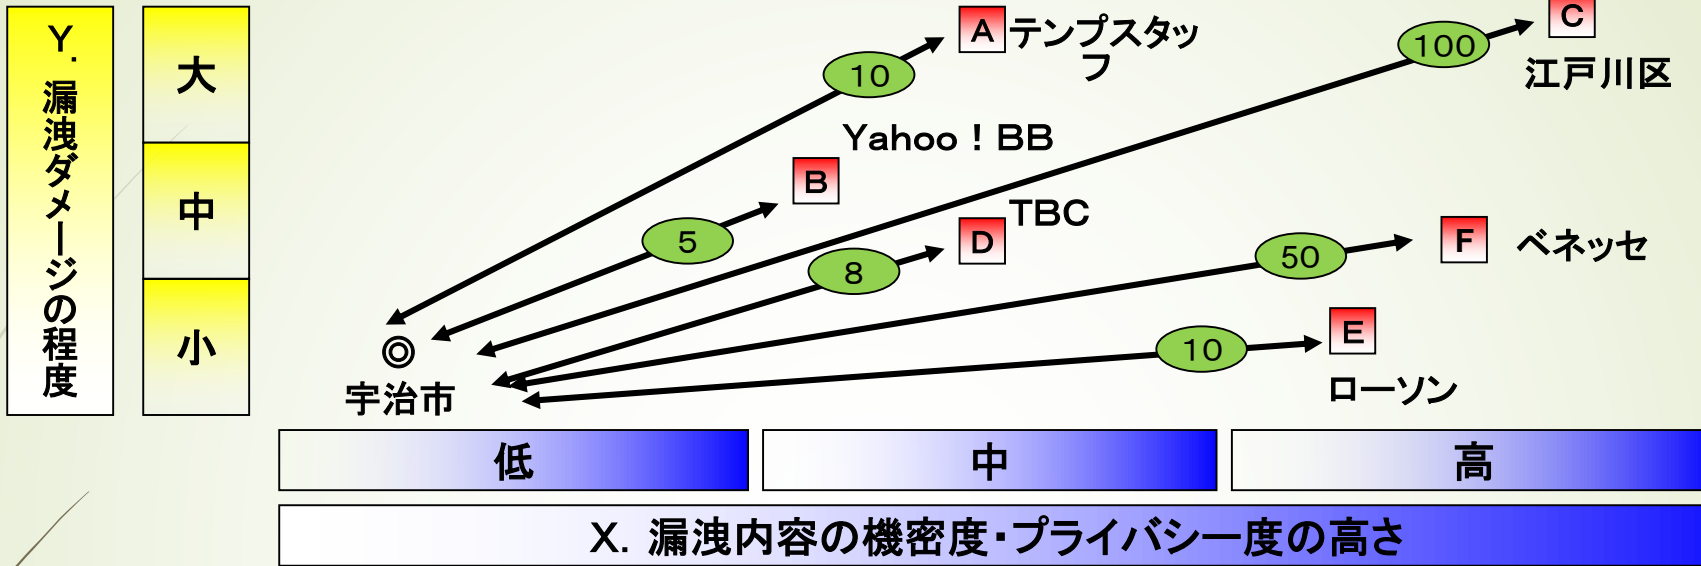 Y．漏洩ダメージの程度
大
中
小
A
テンプスタッ
フ
10
C
江戸川区
100
Yahoo！BB
B
5
TBC
D
8
F
ベネッセ
50
E
ローソン
10
◎
宇治市
低
中
高
X．漏洩内容の機密度・プライバシー度の高さ